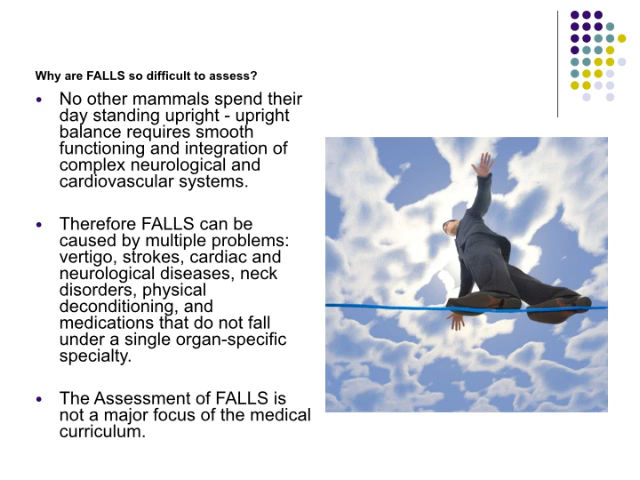 Why are FALLS so difficult to assess?
• No other mammals spend their
day standing upright - upright
balance requires smooth
functioning and integration of
complex neurological and
cardiovascular systems.
• Therefore FALLS can be
caused by multiple problems:
vertigo, strokes, cardiac and
neurological diseases, neck
disorders, physical
deconditioning, and
medications that do not fall
under a single organ-specific
specialty.
• The Assessment of FALLS is
not a major focus of the medical
curriculum.